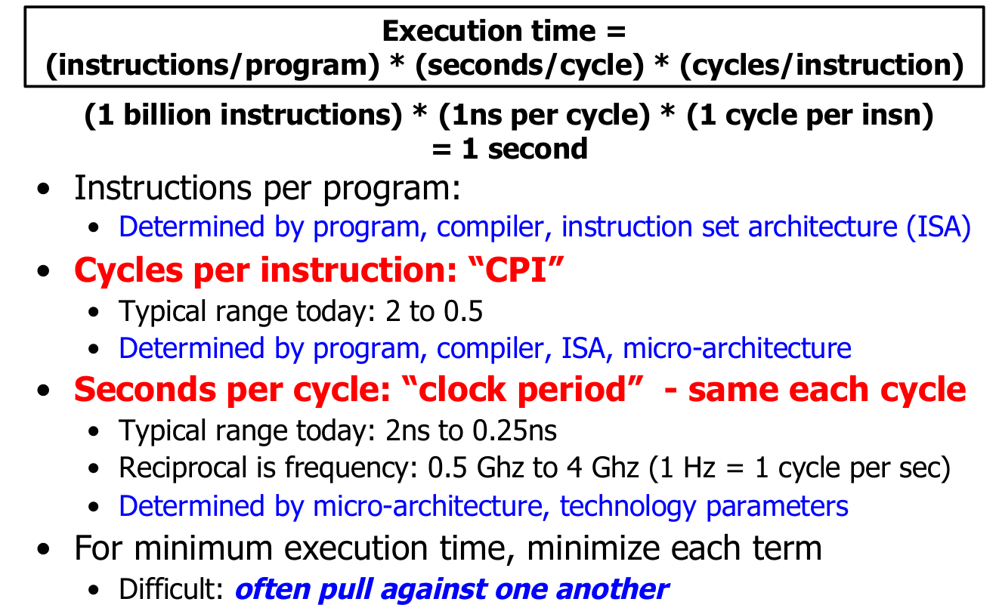 Execution time =
(instructions/program) * (seconds/cycle) * (cycles/instruction)
(1 billion instructions) * (1ns per cycle) * (1 cycle per insn)
= 1 second
• Instructions per program:
• Determined by program, compiler, instruction set architecture (ISA)
• Cycles per instruction: “CPI”
• Typical range today: 2 to 0.5
• Determined by program, compiler, ISA, micro-architecture
• Seconds per cycle: “clock period” - same each cycle
• Typical range today: 2ns to 0.25ns
• Reciprocal is frequency: 0.5 Ghz to 4 Ghz (1 Hz = 1 cycle per sec)
• Determined by micro-architecture, technology parameters
• For minimum execution time, minimize each term
• Difficult: often pull against one another